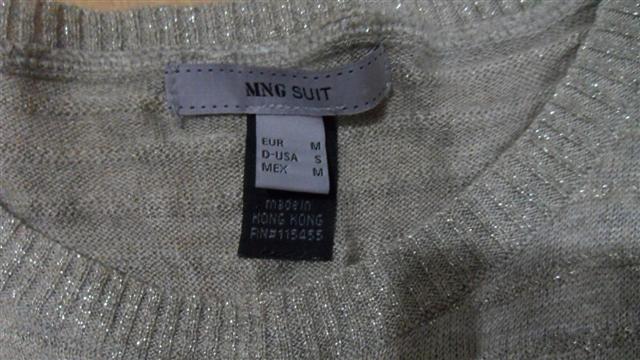 MNG SUIT
EUR M
D-USA S
MEX M
made in
HONG KONG
RN#115455